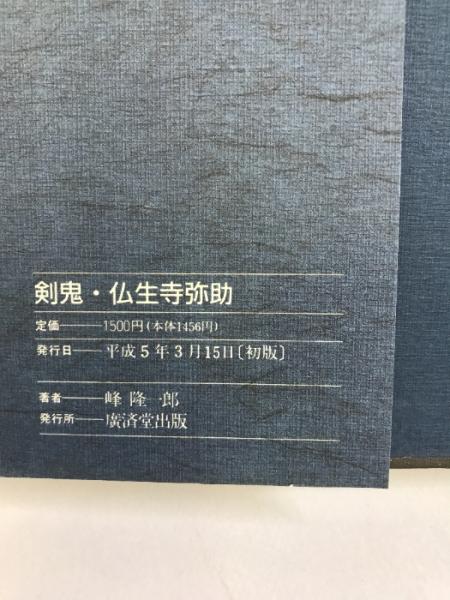 剣鬼・仏生寺弥助
定価――1500円(本体1456円)
発行日――平成5年3月15日〔初版〕
著者――峰隆一郎
発行所――廣済堂出版